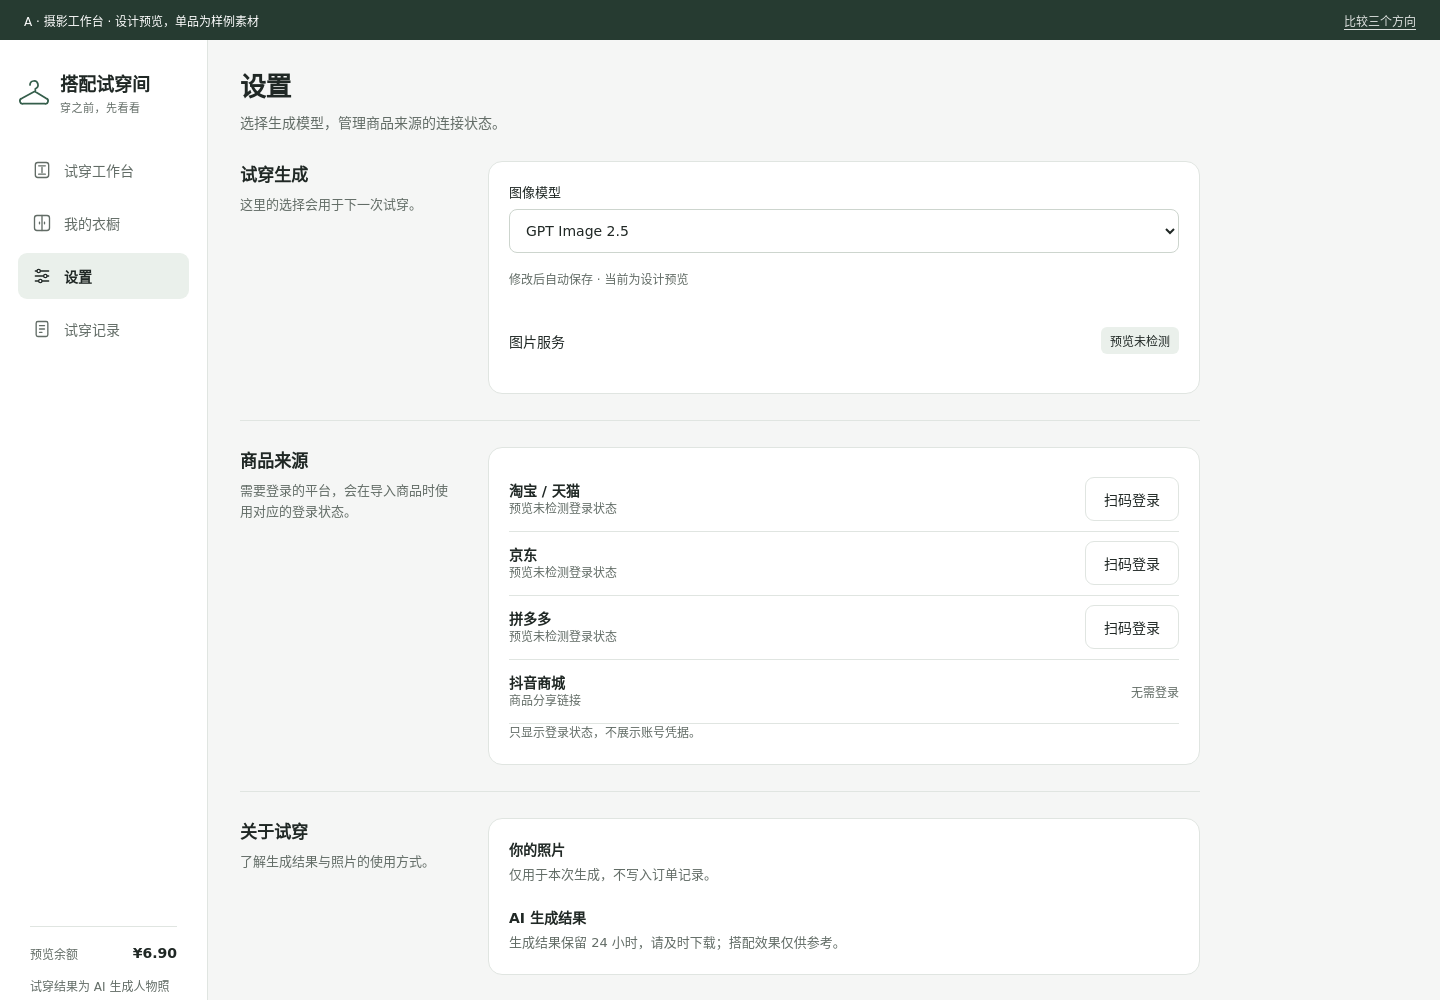 A · 摄影工作台 · 设计预览，单品为样例素材
比较三个方向
搭配试穿间
穿之前，先看看
试穿工作台
我的衣橱
设置
试穿记录
预览余额
¥6.90
试穿结果为 AI 生成人物照
设置
选择生成模型，管理商品来源的连接状态。
试穿生成
这里的选择会用于下一次试穿。
图像模型
GPT Image 2.5
修改后自动保存 · 当前为设计预览
图片服务
预览未检测
商品来源
需要登录的平台，会在导入商品时使
用对应的登录状态。
淘宝 / 天猫
预览未检测登录状态
扫码登录
京东
预览未检测登录状态
扫码登录
拼多多
预览未检测登录状态
扫码登录
抖音商城
商品分享链接
无需登录
只显示登录状态，不展示账号凭据。
关于试穿
了解生成结果与照片的使用方式。
你的照片
仅用于本次生成，不写入订单记录。
AI 生成结果
生成结果保留 24 小时，请及时下载；搭配效果仅供参考。